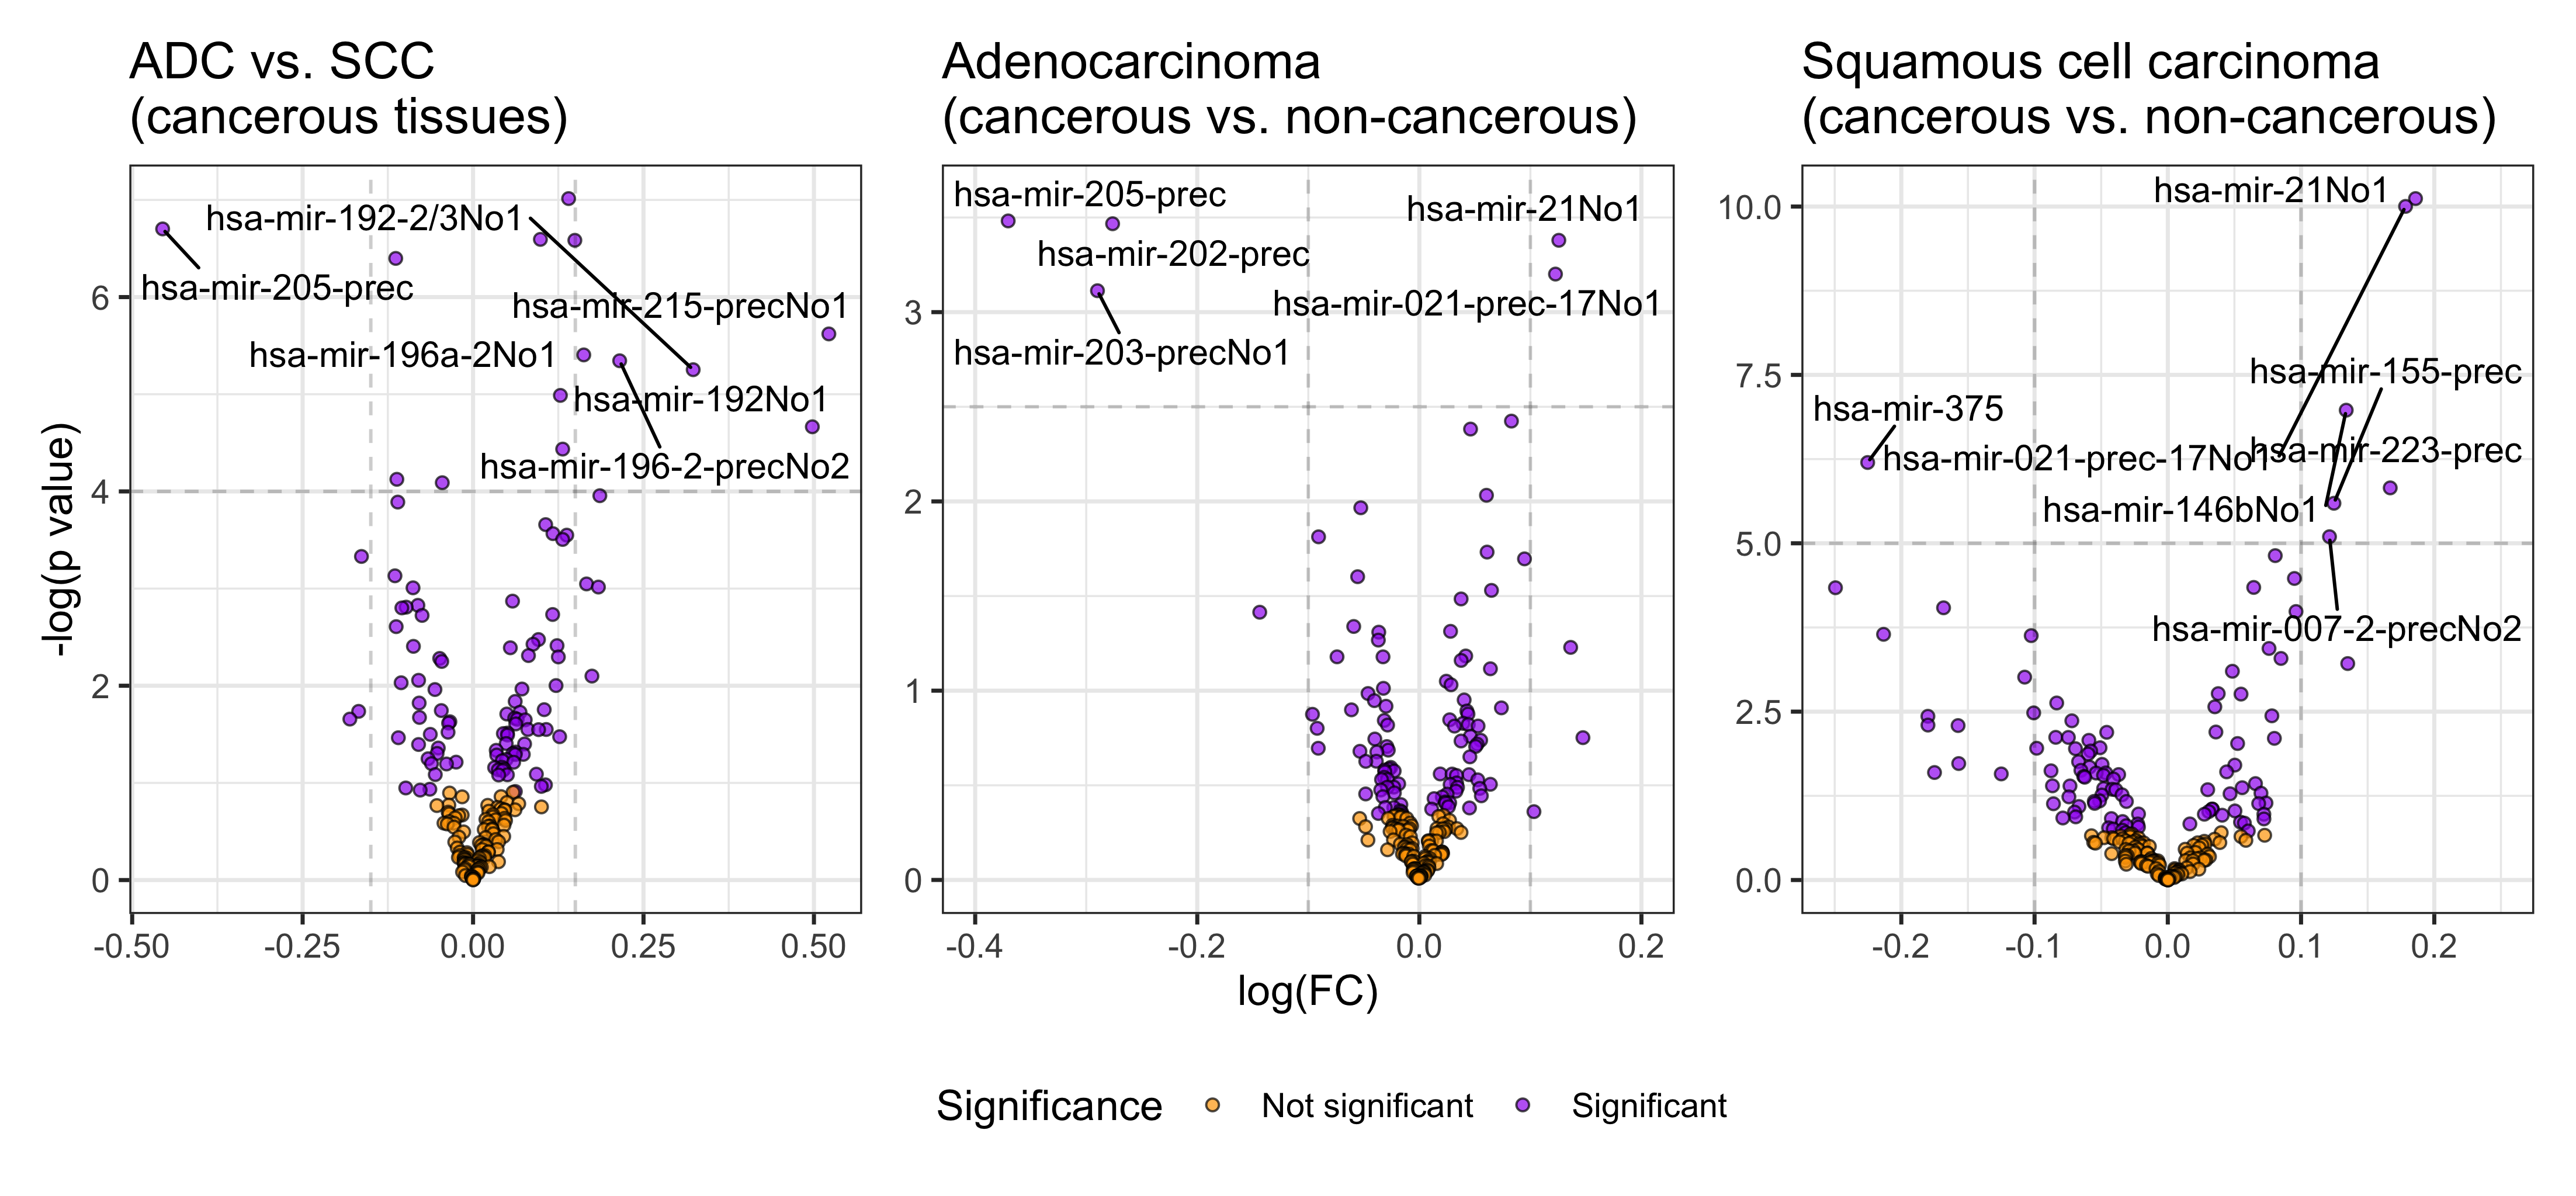 ADC vs. SCC
(cancerous tissues)
Adenocarcinoma
(cancerous vs. non-cancerous)
Squamous cell carcinoma
(cancerous vs. non-cancerous)
-log(p value)
6
4
2
0
hsa-mir-192-2/3No1
hsa-mir-205-prec
hsa-mir-215-precNo1
hsa-mir-196a-2No1
hsa-mir-192No1
hsa-mir-196-2-precNo2
-0.50
-0.25
0.00
0.25
0.50
3
2
1
0
hsa-mir-205-prec
hsa-mir-21No1
hsa-mir-202-prec
hsa-mir-021-prec-17No1
hsa-mir-203-precNo1
-0.4
-0.2
0.0
0.2
10.0
7.5
5.0
2.5
0.0
hsa-mir-21No1
hsa-mir-155-prec
hsa-mir-375
hsa-mir-223-prec
hsa-mir-021-prec-17No1
hsa-mir-146bNo1
hsa-mir-007-2-precNo2
-0.2
-0.1
0.0
0.1
0.2
log(FC)
Significance
Not significant
Significant